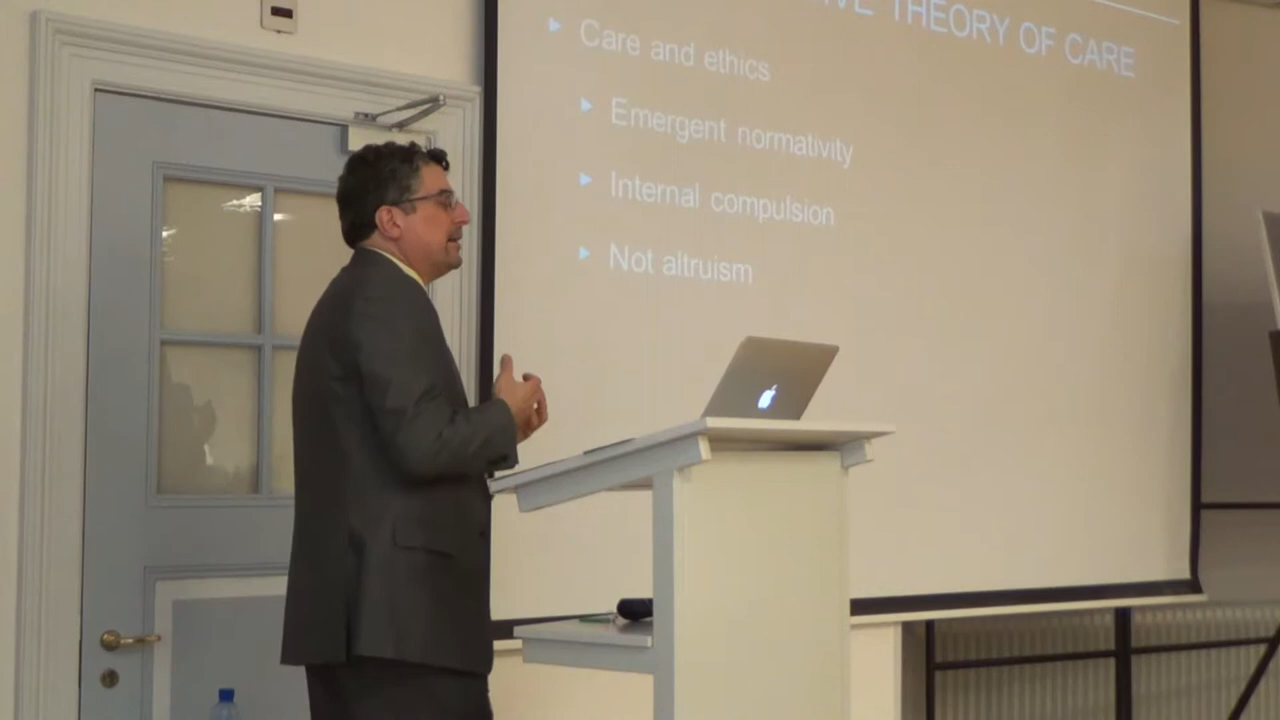 THEORY OF CARE
Care and ethics
Emergent normativity
Internal compulsion
Not altruism